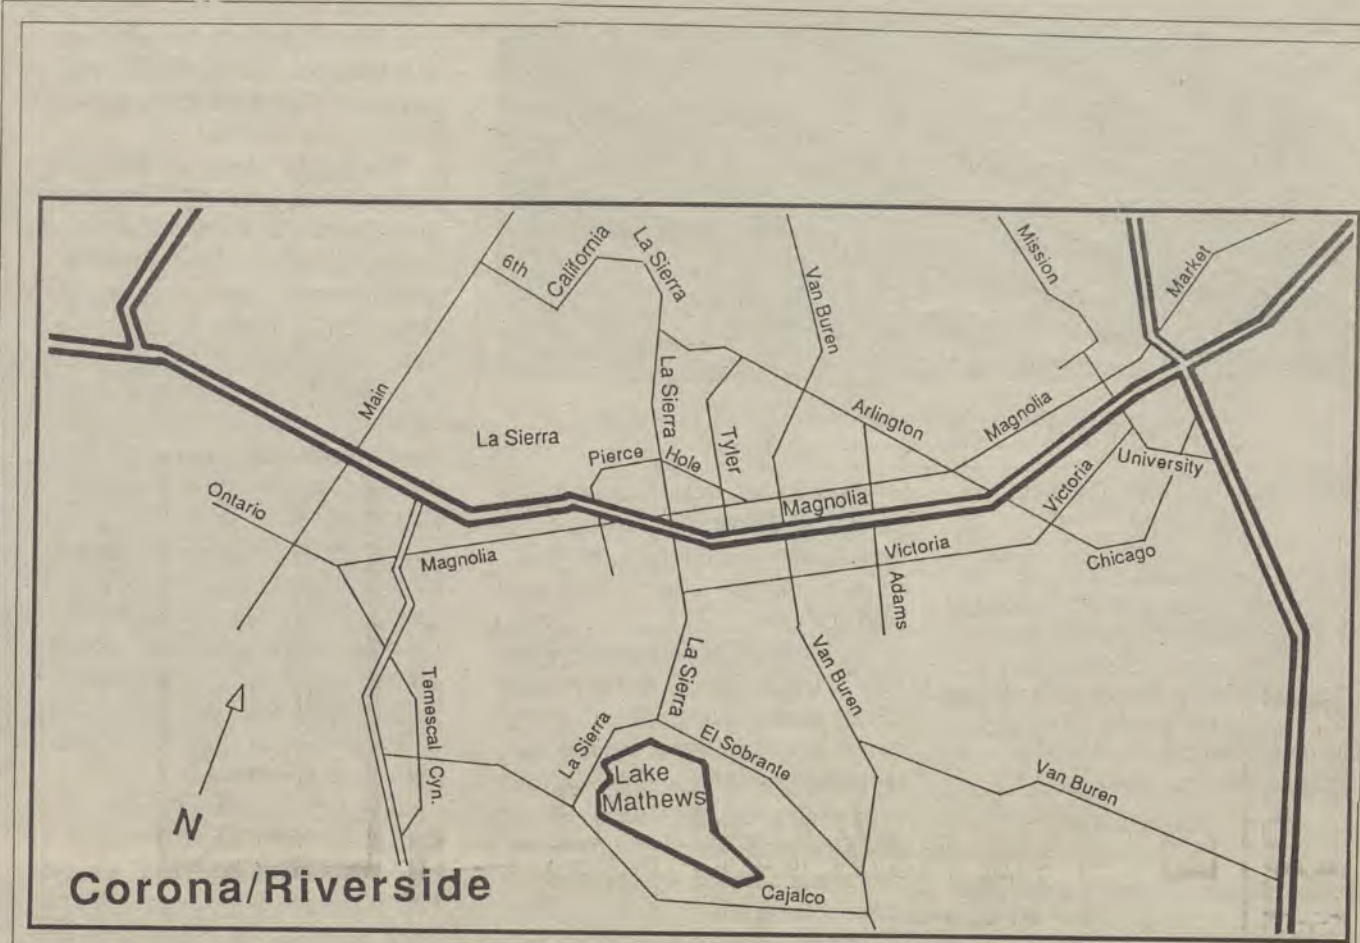 6th
California
La Sierra
Van Buren
Mission
Market
Main
La Sierra
La Sierra
Tyler
Arlington
Magnolia
Pierce
Hole
University
Ontario
Magnolia
Victoria
Magnolia
Victoria
Chicago
Adams
Temescal Cyn.
La Sierra
Van Buren
La Sierra
El Sobrante
Lake
Mathews
Van Buren
N
Cajalco
Corona/Riverside